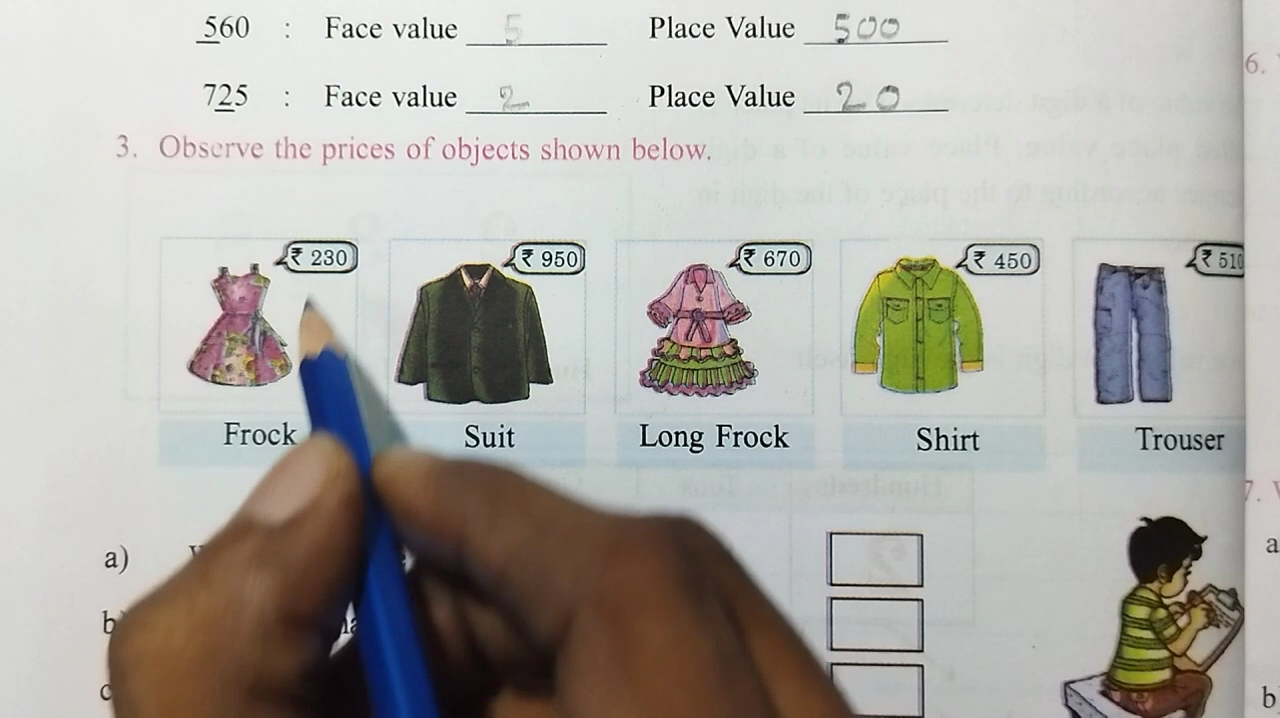 560 : Face value 5 Place Value 500
725 : Face value 2 Place Value 20
3. Observe the prices of objects shown below.
₹ 230 ₹ 950 ₹ 670 ₹ 450 ₹ 510
Frock Suit Long Frock Shirt Trouser
6.
7.
a)
a
b
c
b